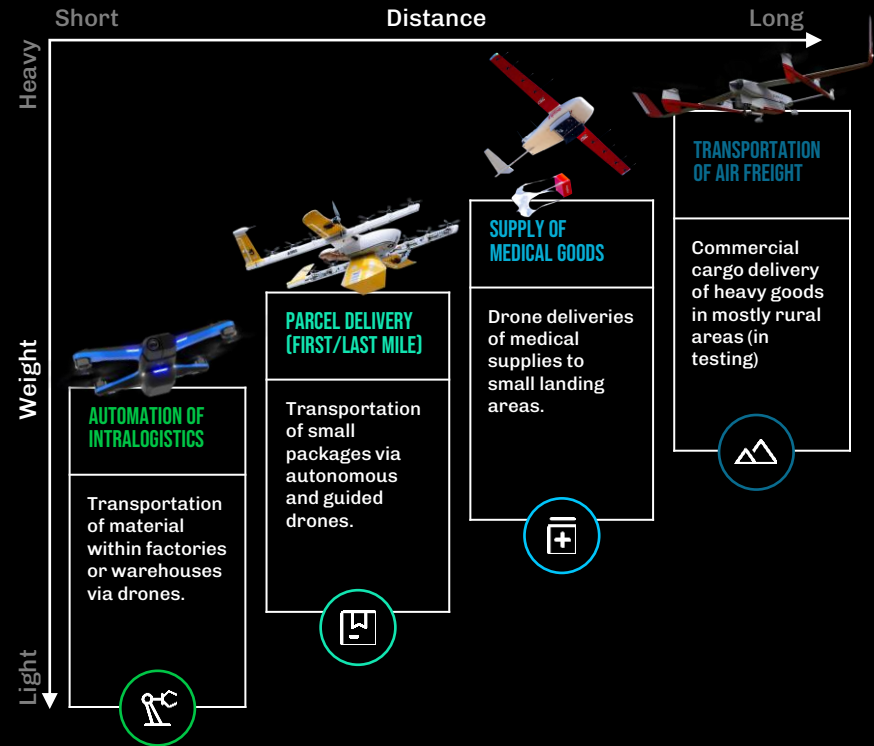 Short
Distance
Long
Heavy
Weight
Light
AUTOMATION OF
INTRALOGISTICS
Transportation
of material
within factories
or warehouses
via drones.
PARCEL DELIVERY
(FIRST/LAST MILE)
Transportation
of small
packages via
autonomous
and guided
drones.
SUPPLY OF
MEDICAL GOODS
Drone deliveries
of medical
supplies to
small landing
areas.
TRANSPORTATION
OF AIR FREIGHT
Commercial
cargo delivery
of heavy goods
in mostly rural
areas (in
testing)